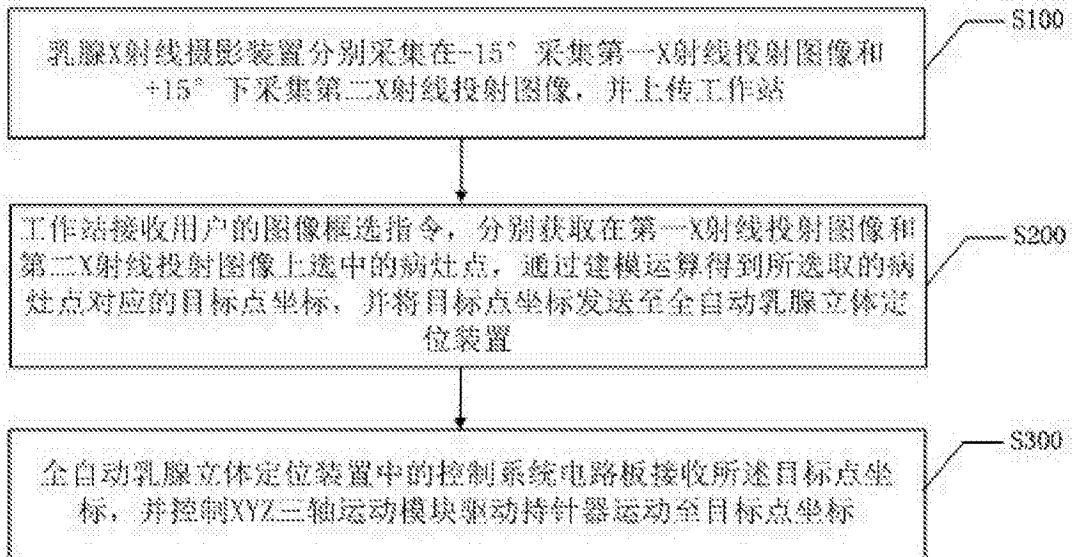 S100
乳腺X射线摄影装置分别采集在-15° 采集第一X射线投射图像和
+15° 下采集第二X射线投射图像，并上传工作站
S200
工作站接收用户的图像框选指令，分别获取在第一X射线投射图像和
第二X射线投射图像上选中的病灶点，通过建模运算得到所选取的病
灶点对应的目标点坐标，并将目标点坐标发送至全自动乳腺立体定
位装置
S300
全自动乳腺立体定位装置中的控制系统电路板接收所述目标点坐
标，并控制XYZ三轴运动模块驱动持针器运动至目标点坐标